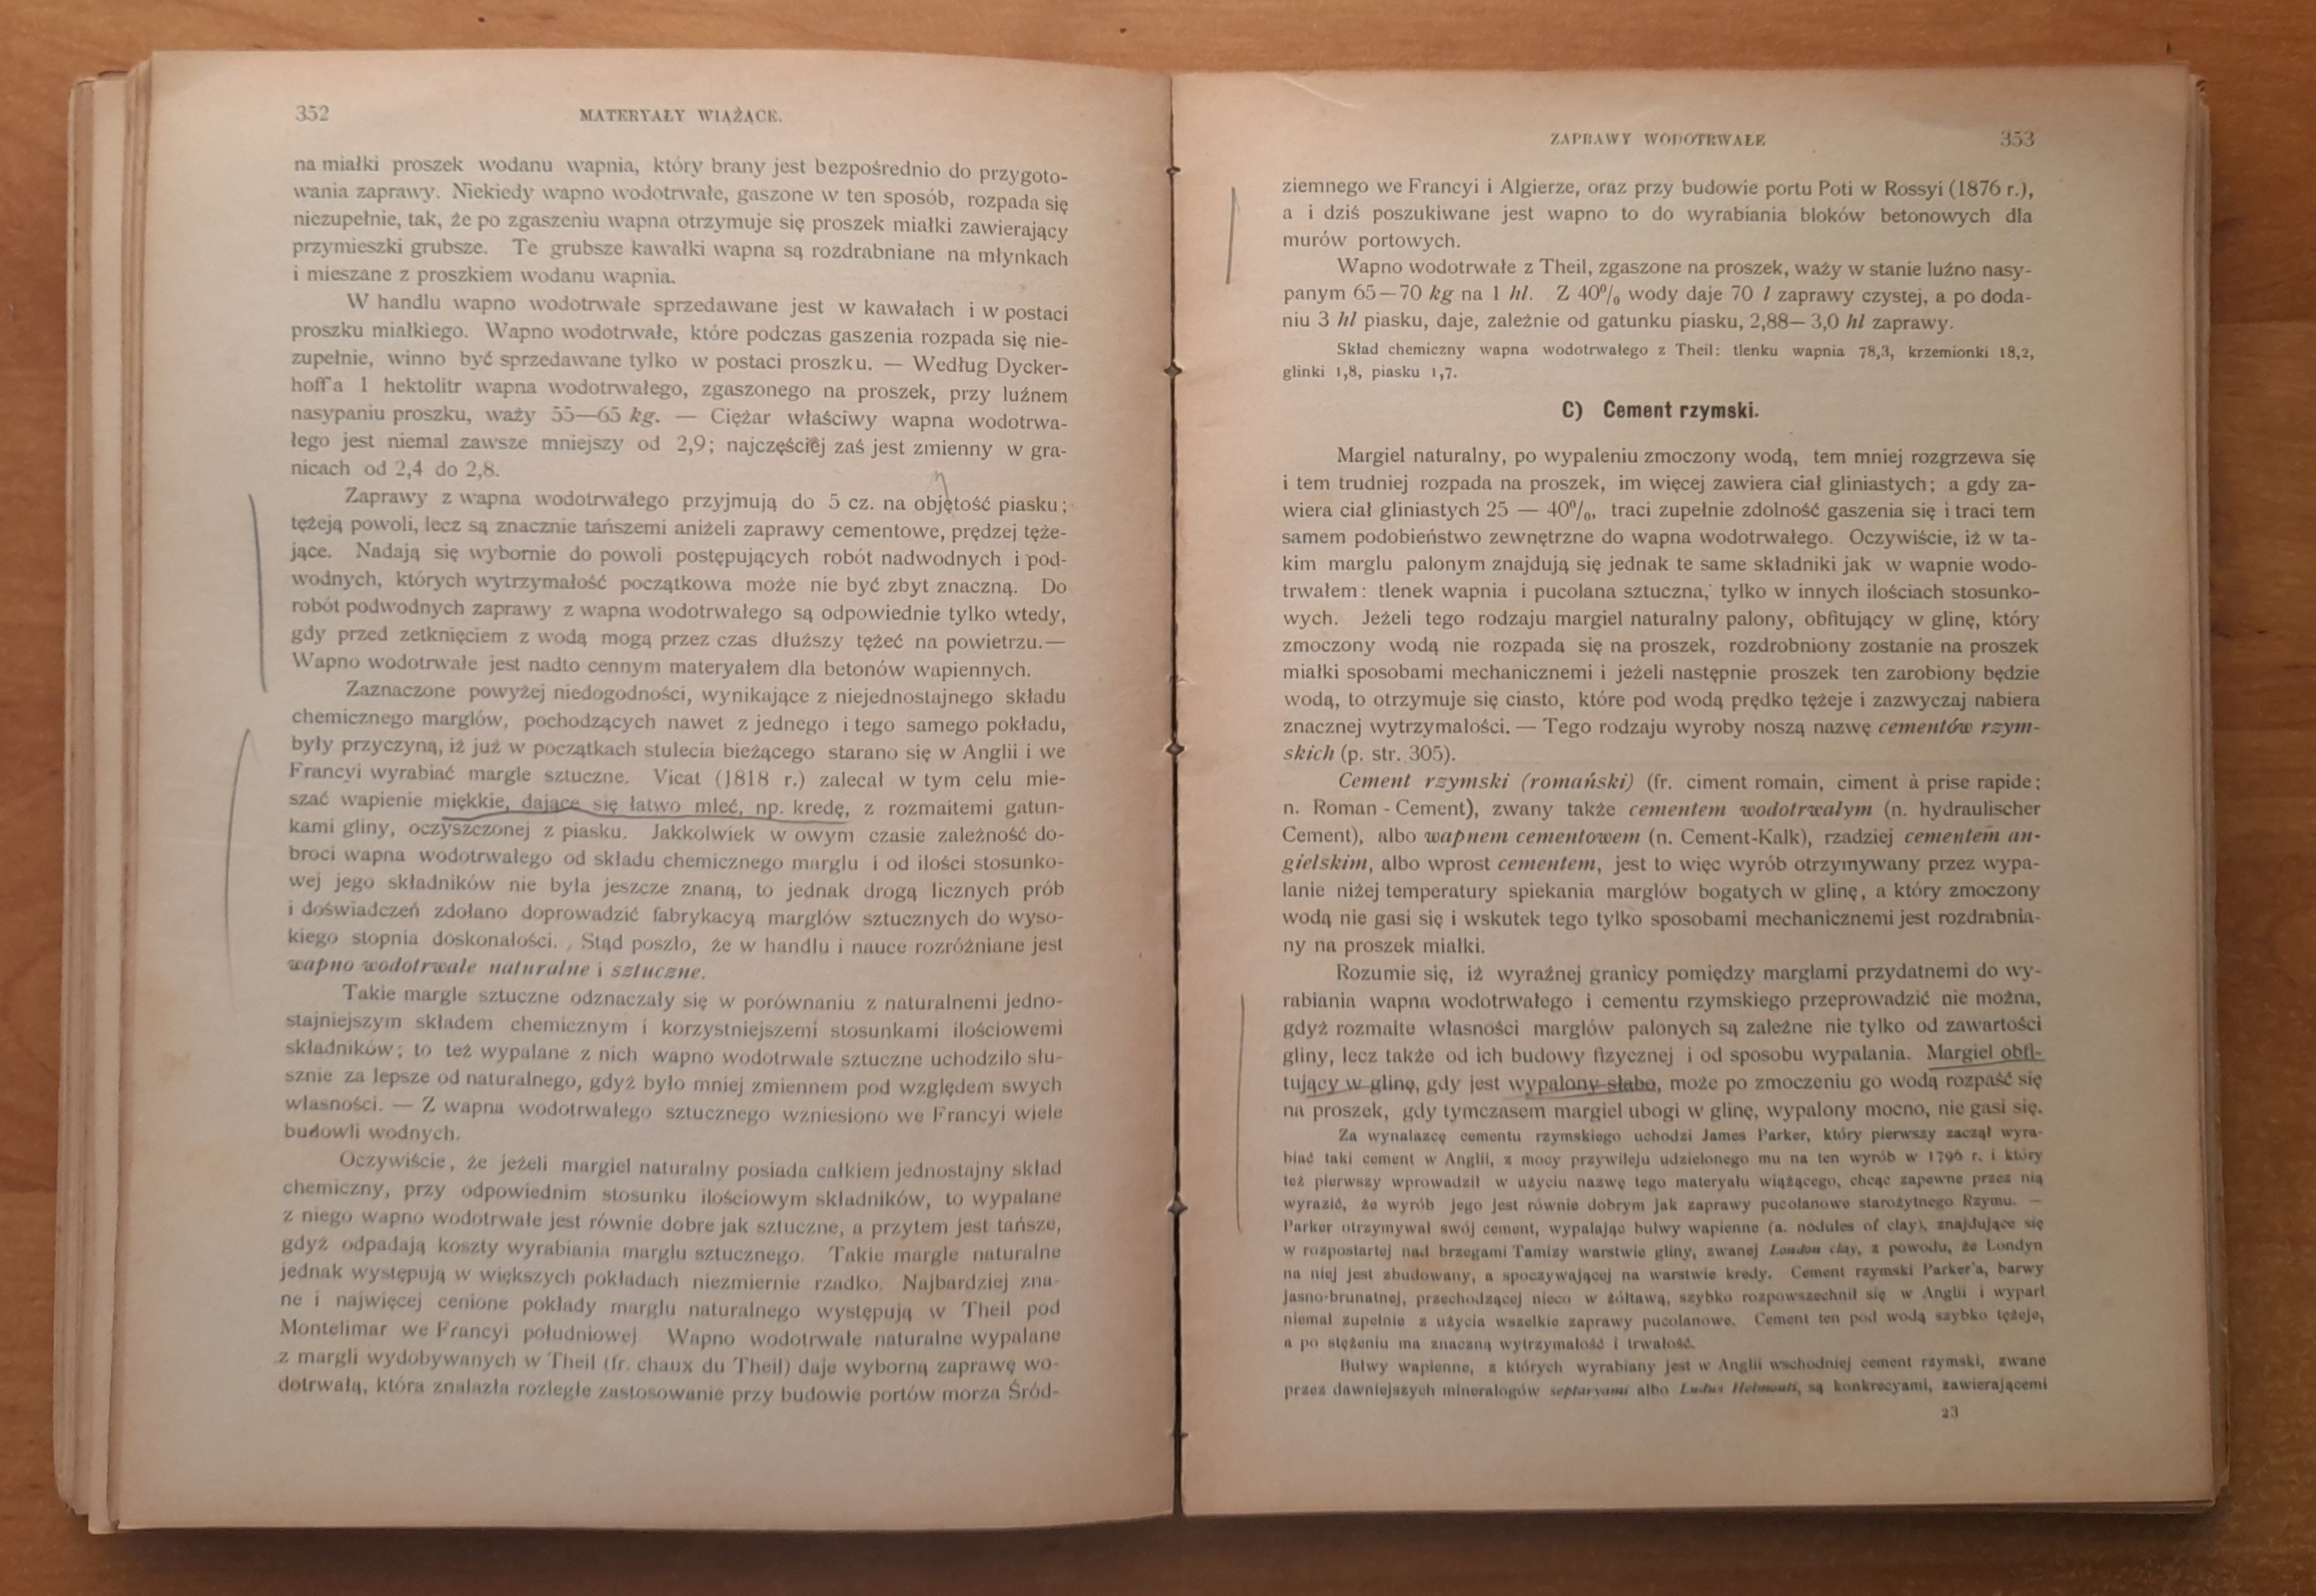 352
MATERYAŁY WIĄŻĄCE.
na miałki proszek wodanu wapnia, który brany jest bezpośrednio do przygoto-
wania zaprawy. Niekiedy wapno wodotrwałe, gaszone w ten sposób, rozpada się
niezupełnie, tak, że po zgaszeniu wapna otrzymuje się proszek miałki zawierający
przymieszki grubsze. Te grubsze kawałki wapna są rozdrabniane na młynkach
i mieszane z proszkiem wodanu wapnia.
W handlu wapno wodotrwałe sprzedawane jest w kawałach i w postaci
proszku miałkiego. Wapno wodotrwałe, które podczas gaszenia rozpada się nie-
zupełnie, winno być sprzedawane tylko w postaci proszku. — Według Dycker-
hoff'a 1 hektolitr wapna wodotrwałego, zgaszonego na proszek, przy luźnem
nasypaniu proszku, waży 55—65 kg. — Ciężar właściwy wapna wodotrwa-
łego jest niemal zawsze mniejszy od 2,9; najczęściej zaś jest zmienny w gra-
nicach od 2,4 do 2,8.
Zaprawy z wapna wodotrwałego przyjmują do 5 cz. na objętość piasku;
tężeją powoli, lecz są znacznie tańszemi aniżeli zaprawy cementowe, prędzej tęże-
jące. Nadają się wybornie do powoli postępujących robót nadwodnych i pod-
wodnych, których wytrzymałość początkowa może nie być zbyt znaczną. Do
robót podwodnych zaprawy z wapna wodotrwałego są odpowiednie tylko wtedy,
gdy przed zetknięciem z wodą mogą przez czas dłuższy tężeć na powietrzu.—
Wapno wodotrwałe jest nadto cennym materyałem dla betonów wapiennych.
Zaznaczone powyżej niedogodności, wynikające z niejednostajnego składu
chemicznego marglów, pochodzących nawet z jednego i tego samego pokładu,
były przyczyną, iż już w początkach stulecia bieżącego starano się w Anglii i we
Francyi wyrabiać margle sztuczne. Vicat (1818 r.) zalecał w tym celu mie-
szać wapienie miękkie, dające się łatwo mleć, np. kredę, z rozmaitemi gatun-
kami gliny, oczyszczonej z piasku. Jakkolwiek w owym czasie zależność do-
broci wapna wodotrwałego od składu chemicznego marglu i od ilości stosunko-
wej jego składników nie była jeszcze znaną, to jednak drogą licznych prób
i doświadczeń zdołano doprowadzić fabrykacyą marglów sztucznych do wyso-
kiego stopnia doskonałości. Stąd poszło, że w handlu i nauce rozróżniane jest
wapno wodotrwałe naturalne i sztuczne.
Takie margle sztuczne odznaczały się w porównaniu z naturalnemi jedno-
stajniejszym składem chemicznym i korzystniejszemi stosunkami ilościowemi
składników; to też wypalane z nich wapno wodotrwałe sztuczne uchodziło słu-
sznie za lepsze od naturalnego, gdyż było mniej zmiennem pod względem swych
własności. — Z wapna wodotrwałego sztucznego wzniesiono we Francyi wiele
budowli wodnych.
Oczywiście, że jeżeli margiel naturalny posiada całkiem jednostajny skład
chemiczny, przy odpowiednim stosunku ilościowym składników, to wypalane
z niego wapno wodotrwałe jest równie dobre jak sztuczne, a przytem jest tańsze,
gdyż odpadają koszty wyrabiania marglu sztucznego. Takie margle naturalne
jednak występują w większych pokładach niezmiernie rzadko. Najbardziej zna-
ne i najwięcej cenione pokłady marglu naturalnego występują w Theil pod
Montelimar we Francyi południowej. Wapno wodotrwałe naturalne wypalane
z margli wydobywanych w Theil (fr. chaux du Theil) daje wyborną zaprawę wo-
dotrwałą, która znalazła rozległe zastosowanie przy budowie portów morza Śród-
ZAPRAWY WODOTRWAŁE
353
ziemnego we Francyi i Algierze, oraz przy budowie portu Poti w Rossyi (1876 r.),
a i dziś poszukiwane jest wapno to do wyrabiania bloków betonowych dla
murów portowych.
Wapno wodotrwałe z Theil, zgaszone na proszek, waży w stanie luźno nasy-
panym 65—70 kg na 1 hl. Z 40% wody daje 70 l zaprawy czystej, a po doda-
niu 3 hl piasku, daje, zależnie od gatunku piasku, 2,88— 3,0 hl zaprawy.
Skład chemiczny wapna wodotrwałego z Theil: tlenku wapnia 78,3, krzemionki 18,2,
glinki 1,8, piasku 1,7.
C) Cement rzymski.
Margiel naturalny, po wypaleniu zmoczony wodą, tem mniej rozgrzewa się
i tem trudniej rozpada na proszek, im więcej zawiera ciał gliniastych; a gdy za-
wiera ciał gliniastych 25 — 40%, traci zupełnie zdolność gaszenia się i traci tem
samem podobieństwo zewnętrzne do wapna wodotrwałego. Oczywiście, iż w ta-
kim marglu palonym znajdują się jednak te same składniki jak w wapnie wodo-
trwałem: tlenek wapnia i pucolana sztuczna, tylko w innych ilościach stosunko-
wych. Jeżeli tego rodzaju margiel naturalny palony, obfitujący w glinę, który
zmoczony wodą nie rozpada się na proszek, rozdrobniony zostanie na proszek
miałki sposobami mechanicznemi i jeżeli następnie proszek ten zarobiony będzie
wodą, to otrzymuje się ciasto, które pod wodą prędko tężeje i zazwyczaj nabiera
znacznej wytrzymałości. — Tego rodzaju wyroby noszą nazwę cementów rzym-
skich (p. str. 305).
Cement rzymski (romański) (fr. ciment romain, ciment à prise rapide;
n. Roman - Cement), zwany także cementem wodotrwałym (n. hydraulischer
Cement), albo wapnem cementowem (n. Cement-Kalk), rzadziej cementem an-
gielskim, albo wprost cementem, jest to więc wyrób otrzymywany przez wypa-
lanie niżej temperatury spiekania marglów bogatych w glinę, a który zmoczony
wodą nie gasi się i wskutek tego tylko sposobami mechanicznemi jest rozdrabnia-
ny na proszek miałki.
Rozumie się, iż wyraźnej granicy pomiędzy marglami przydatnemi do wy-
rabiania wapna wodotrwałego i cementu rzymskiego przeprowadzić nie można,
gdyż rozmaite własności marglów palonych są zależne nie tylko od zawartości
gliny, lecz także od ich budowy fizycznej i od sposobu wypalania. Margiel obfi-
tujący w glinę, gdy jest wypalony słabo, może po zmoczeniu go wodą rozpaść się
na proszek, gdy tymczasem margiel ubogi w glinę, wypalony mocno, nie gasi się.
Za wynalazcę cementu rzymskiego uchodzi James Parker, który pierwszy zaczął wyra-
biać taki cement w Anglii, z mocy przywileju udzielonego mu na ten wyrób w 1796 r. i który
też pierwszy wprowadził w użyciu nazwę tego materyału wiążącego, chcąc zapewne przez nią
wyrazić, że wyrób jego jest równie dobrym jak zaprawy pucolanowe starożytnego Rzymu. —
Parker otrzymywał swój cement, wypalając bulwy wapienne (a. nodules of clay), znajdujące się
w rozpostartej nad brzegami Tamizy warstwie gliny, zwanej London clay, z powodu, że Londyn
na niej jest zbudowany, a spoczywającej na warstwie kredy. Cement rzymski Parker'a, barwy
jasno-brunatnej, przechodzącej nieco w żółtawą, szybko rozpowszechnił się w Anglii i wyparł
niemal zupełnie z użycia wszelkie zaprawy pucolanowe. Cement ten pod wodą szybko tężeje,
a po stężeniu ma znaczną wytrzymałość i trwałość.
Bulwy wapienne, z których wyrabiany jest w Anglii wschodniej cement rzymski, zwane
przez dawniejszych mineralogów septaryami albo Ludus Helmonti, są konkrecyami, zawierającemi
23